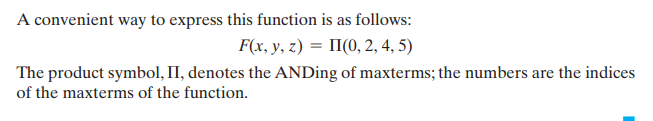 A convenient way to express this function is as follows:
F(x, y, z) = Π(0, 2, 4, 5)
The product symbol, Π, denotes the ANDing of maxterms; the numbers are the indices
of the maxterms of the function.